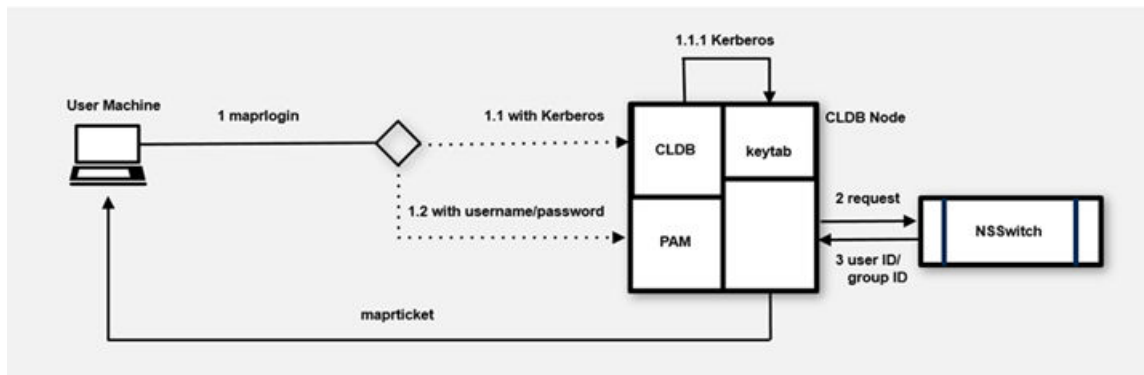 1.1.1 Kerberos
User Machine
1 maprlogin
1.1 with Kerberos
CLDB Node
CLDB
keytab
1.2 with username/password
2 request
PAM
NSSwitch
3 user ID/
group ID
maprticket